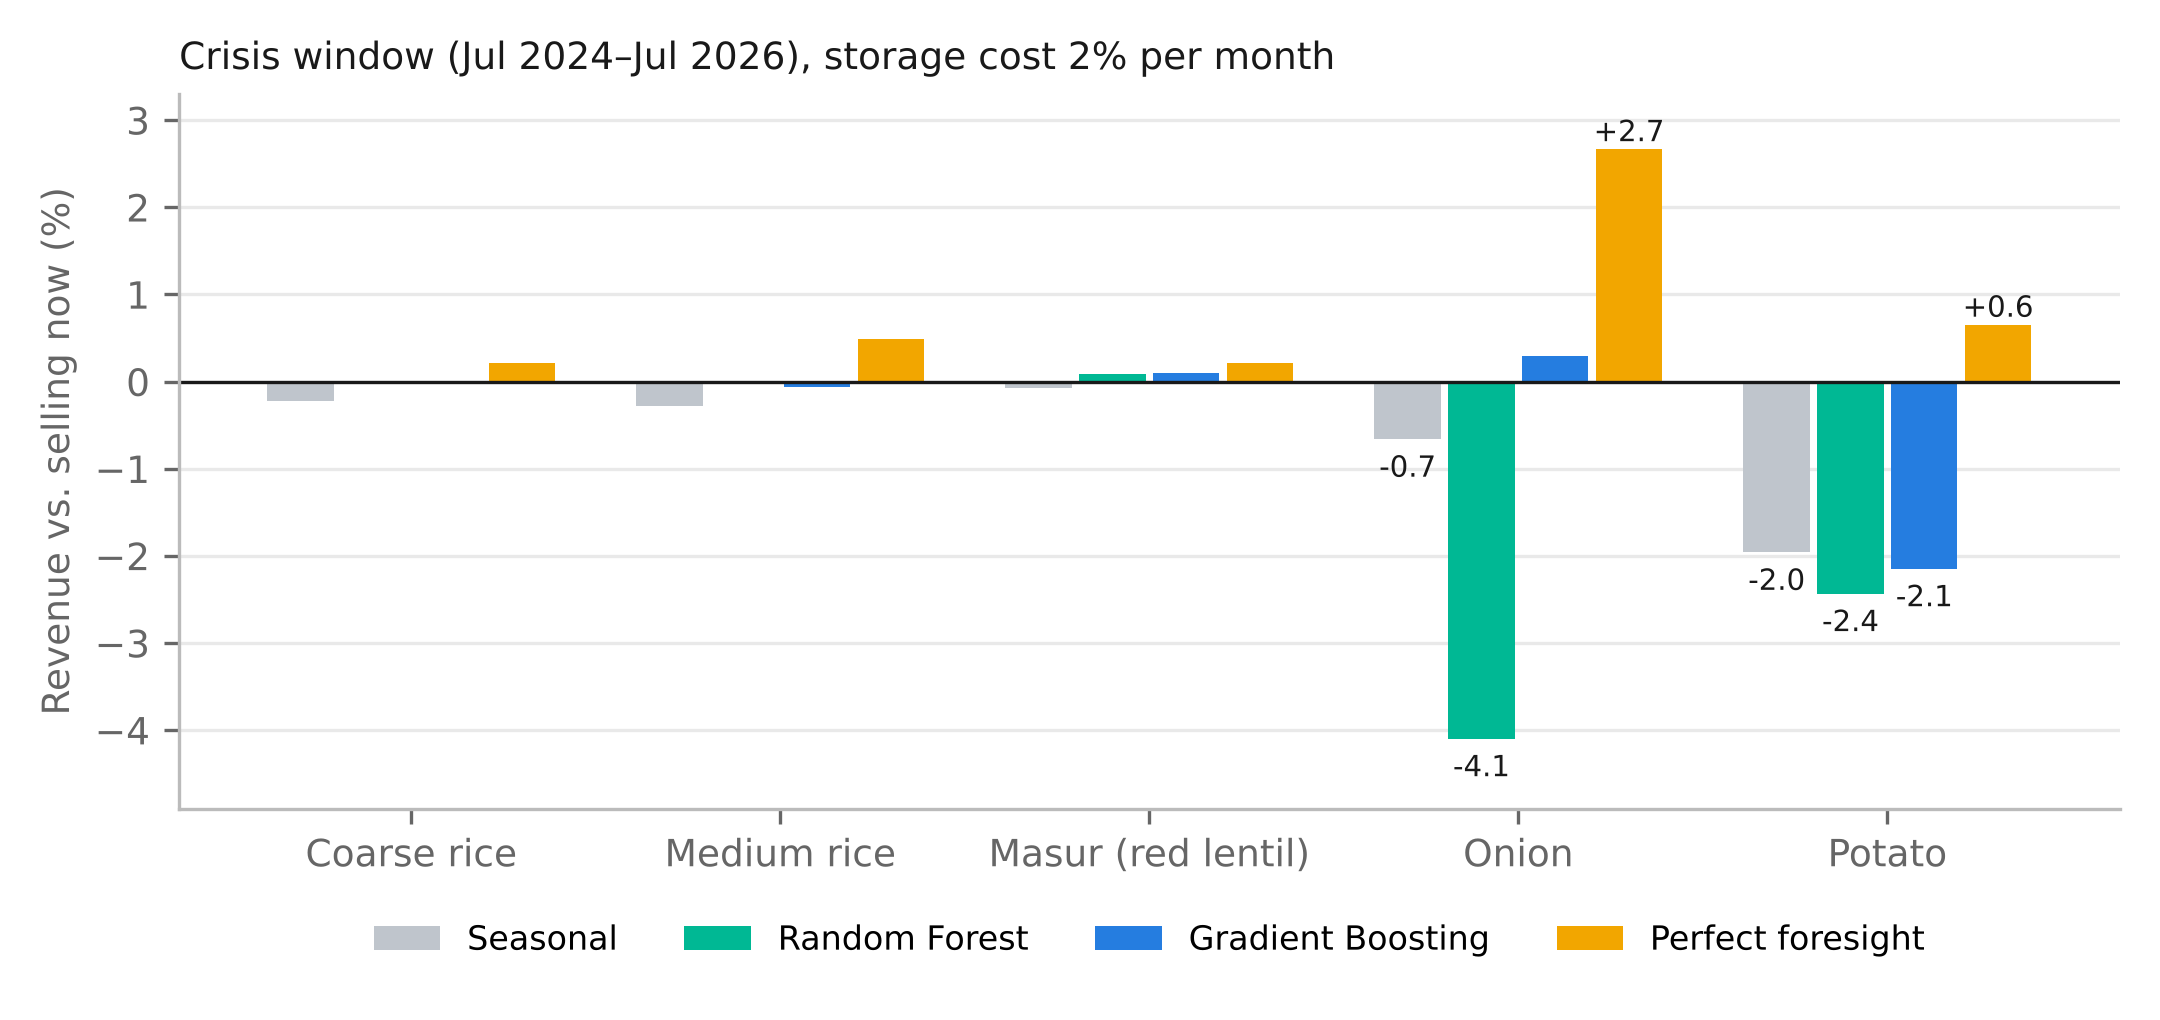 Crisis window (Jul 2024–Jul 2026), storage cost 2% per month
Revenue vs. selling now (%)
3
2
1
0
−1
−2
−3
−4
+2.7
+0.6
-0.7
-4.1
-2.0
-2.4
-2.1
Coarse rice
Medium rice
Masur (red lentil)
Onion
Potato
Seasonal
Random Forest
Gradient Boosting
Perfect foresight